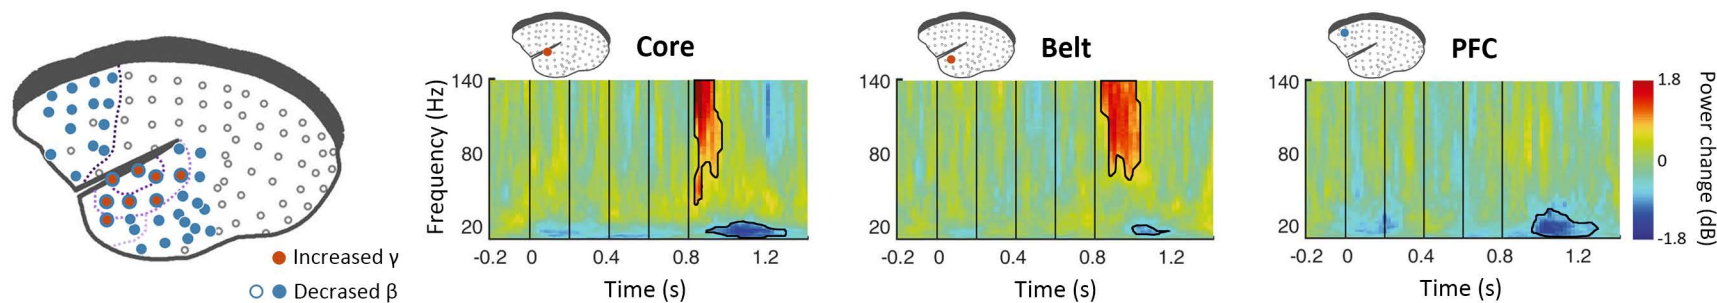 Increased γ
Decrased β
Core
Frequency (Hz)
140
80
20
-0.2 0 0.4 0.8 1.2
Time (s)
Belt
140
80
20
-0.2 0 0.4 0.8 1.2
Time (s)
PFC
140
80
20
-0.2 0 0.4 0.8 1.2
Time (s)
1.8
0
-1.8
Power change (dB)